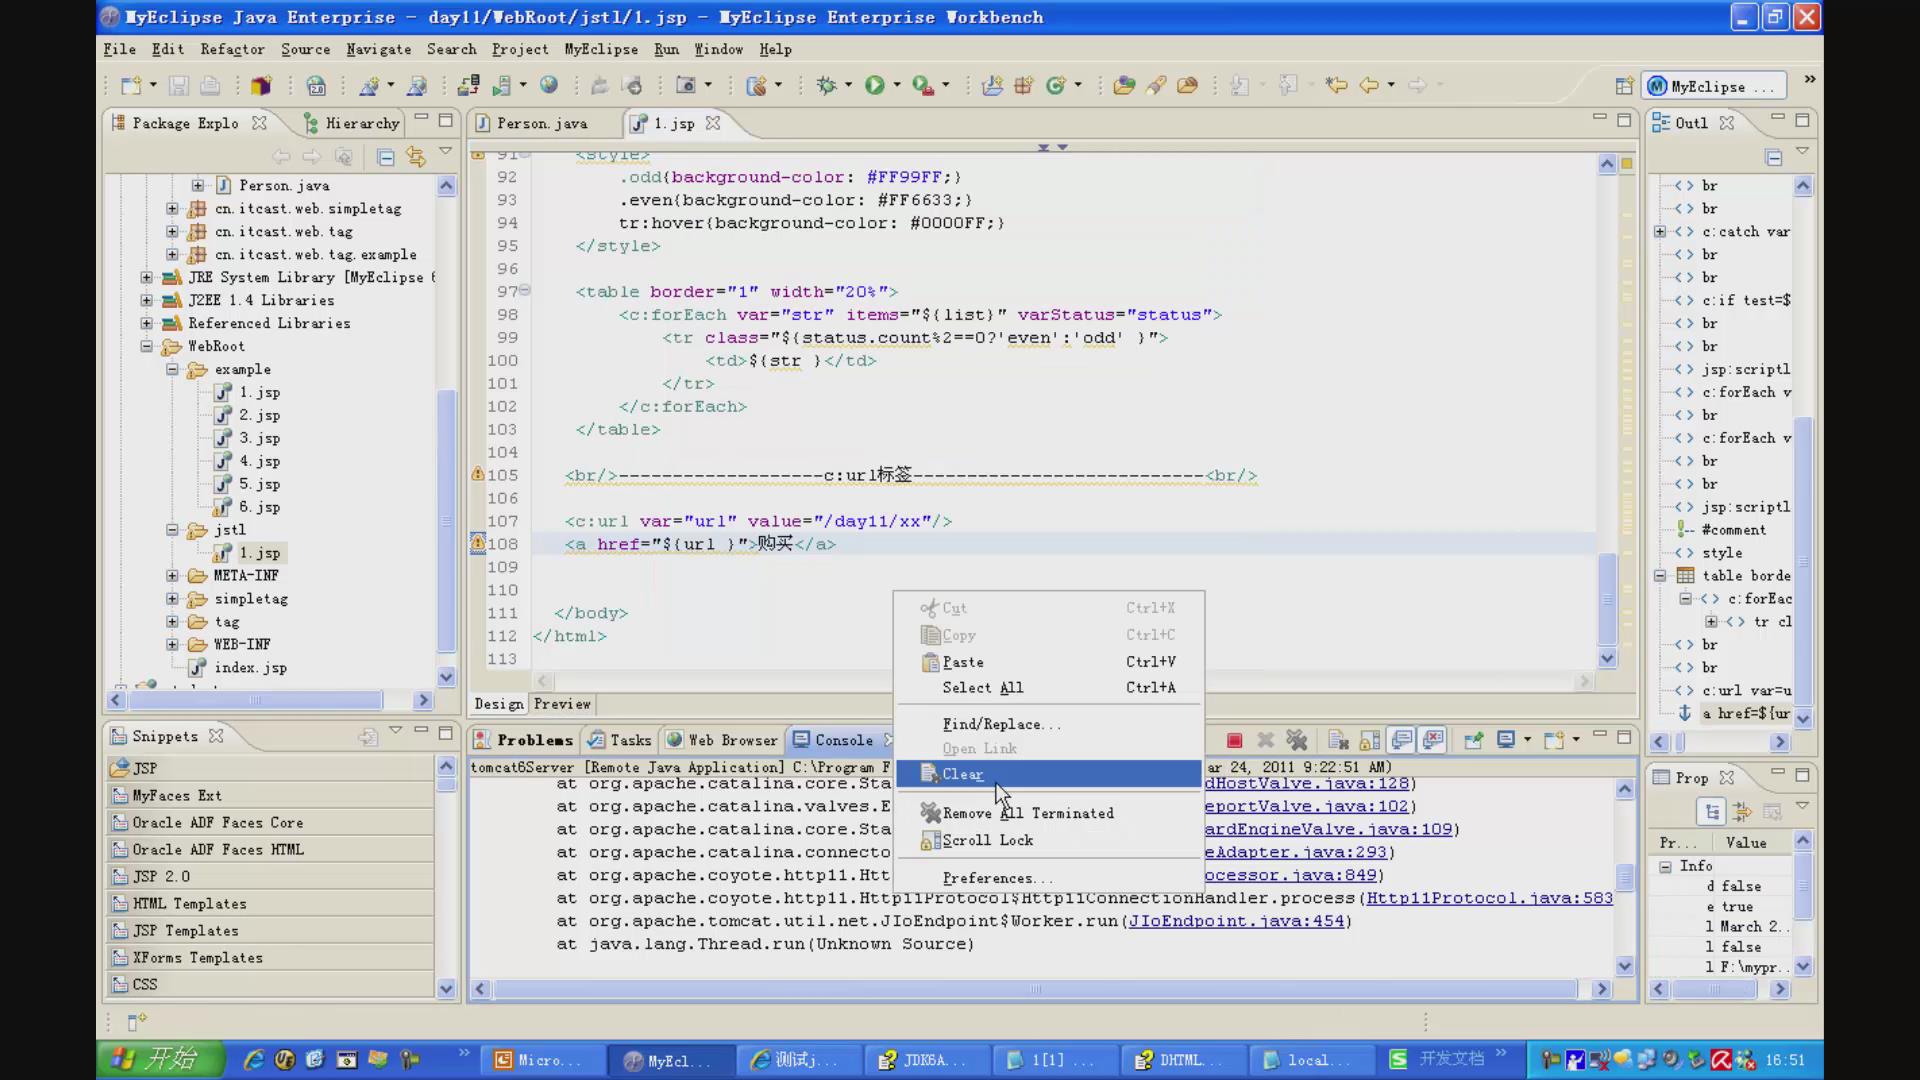 MyEclipse Java Enterprise - day11/WebRoot/jstl/1.jsp - MyEclipse Enterprise Workbench
File Edit Refactor Source Navigate Search Project MyEclipse Run Window Help
MyEclipse ...
Package Explo
Hierarchy
Person.java
1.jsp
Outl
Person.java
cn.itcast.web.simpletag
cn.itcast.web.tag
cn.itcast.web.tag.example
JRE System Library [MyEclipse 6
J2EE 1.4 Libraries
Referenced Libraries
WebRoot
example
1.jsp
2.jsp
3.jsp
4.jsp
5.jsp
6.jsp
jstl
1.jsp
META-INF
simpletag
tag
WEB-INF
index.jsp
91 <style>
92 .odd{background-color: #FF99FF;}
93 .even{background-color: #FF6633;}
94 tr:hover{background-color: #0000FF;}
95 </style>
96
97 <table border="1" width="20%">
98 <c:forEach var="str" items="${list}" varStatus="status">
99 <tr class="${status.count%2==0?'even':'odd' }">
100 <td>${str }</td>
101 </tr>
102 </c:forEach>
103 </table>
104
105 <br/>-------------------c:url标签---------------------------<br/>
106
107 <c:url var="url" value="/day11/xx"/>
108 <a href="${url }">购买</a>
109
110
111 </body>
112 </html>
113
Design Preview
br
br
c:catch var
br
br
c:if test=$
br
br
jsp:scriptl
c:forEach v
br
c:forEach v
br
br
jsp:scriptl
#comment
style
table borde
c:forEac
tr cl
br
br
c:url var=u
a href=${ur
Cut Ctrl+X
Copy Ctrl+C
Paste Ctrl+V
Select All Ctrl+A
Find/Replace...
Open Link
Clear
Remove All Terminated
Scroll Lock
Preferences...
Snippets
JSP
MyFaces Ext
Oracle ADF Faces Core
Oracle ADF Faces HTML
JSP 2.0
HTML Templates
JSP Templates
XForms Templates
CSS
Problems Tasks Web Browser Console
tomcat6Server [Remote Java Application] C:\Program F ar 24, 2011 9:22:51 AM)
at org.apache.catalina.core.Sta dHostValve.java:128)
at org.apache.catalina.valves.E eportValve.java:102)
at org.apache.catalina.core.Sta ardEngineValve.java:109)
at org.apache.catalina.connecto eAdapter.java:293)
at org.apache.coyote.http11.Htt ocessor.java:849)
at org.apache.coyote.http11.Http11Protocol$Http11ConnectionHandler.process(Http11Protocol.java:583
at org.apache.tomcat.util.net.JIoEndpoint$Worker.run(JIoEndpoint.java:454)
at java.lang.Thread.run(Unknown Source)
Prop
Pr... Value
Info
d false
e true
l March 2..
l false
l F:\mypr..
开始
Micro...
MyEcl...
测试j...
JDK6A...
1[1] ...
DHTML...
local...
开发文档
16:51